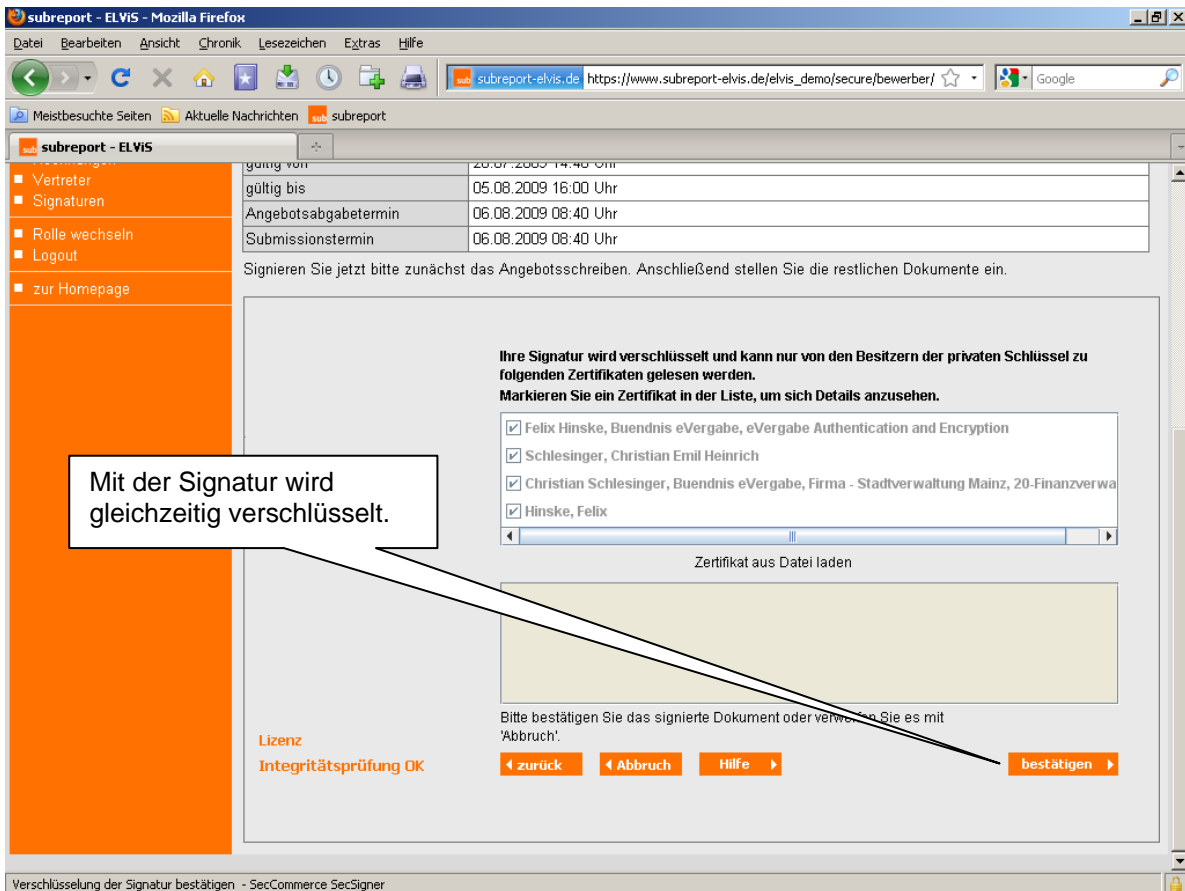 subreport - ELViS - Mozilla Firefox
Datei Bearbeiten Ansicht Chronik Lesezeichen Extras Hilfe
sub subreport-elvis.de https://www.subreport-elvis.de/elvis_demo/secure/bewerber/ Google
Meistbesuchte Seiten Aktuelle Nachrichten sub subreport
sub subreport - ELViS
gültig von
Vertreter
gültig bis 05.08.2009 16:00 Uhr
Signaturen
Angebotsabgabetermin 06.08.2009 08:40 Uhr
Rolle wechseln
Submissionstermin 06.08.2009 08:40 Uhr
Logout
Signieren Sie jetzt bitte zunächst das Angebotsschreiben. Anschließend stellen Sie die restlichen Dokumente ein.
zur Homepage
Ihre Signatur wird verschlüsselt und kann nur von den Besitzern der privaten Schlüssel zu
folgenden Zertifikaten gelesen werden.
Markieren Sie ein Zertifikat in der Liste, um sich Details anzusehen.
Felix Hinske, Buendnis eVergabe, eVergabe Authentication and Encryption
Schlesinger, Christian Emil Heinrich
Christian Schlesinger, Buendnis eVergabe, Firma - Stadtverwaltung Mainz, 20-Finanzverwa
Hinske, Felix
Mit der Signatur wird
gleichzeitig verschlüsselt.
Zertifikat aus Datei laden
Bitte bestätigen Sie das signierte Dokument oder verwerfen Sie es mit
'Abbruch'.
Lizenz
Integritätsprüfung OK
zurück Abbruch Hilfe bestätigen
Verschlüsselung der Signatur bestätigen - SecCommerce SecSigner